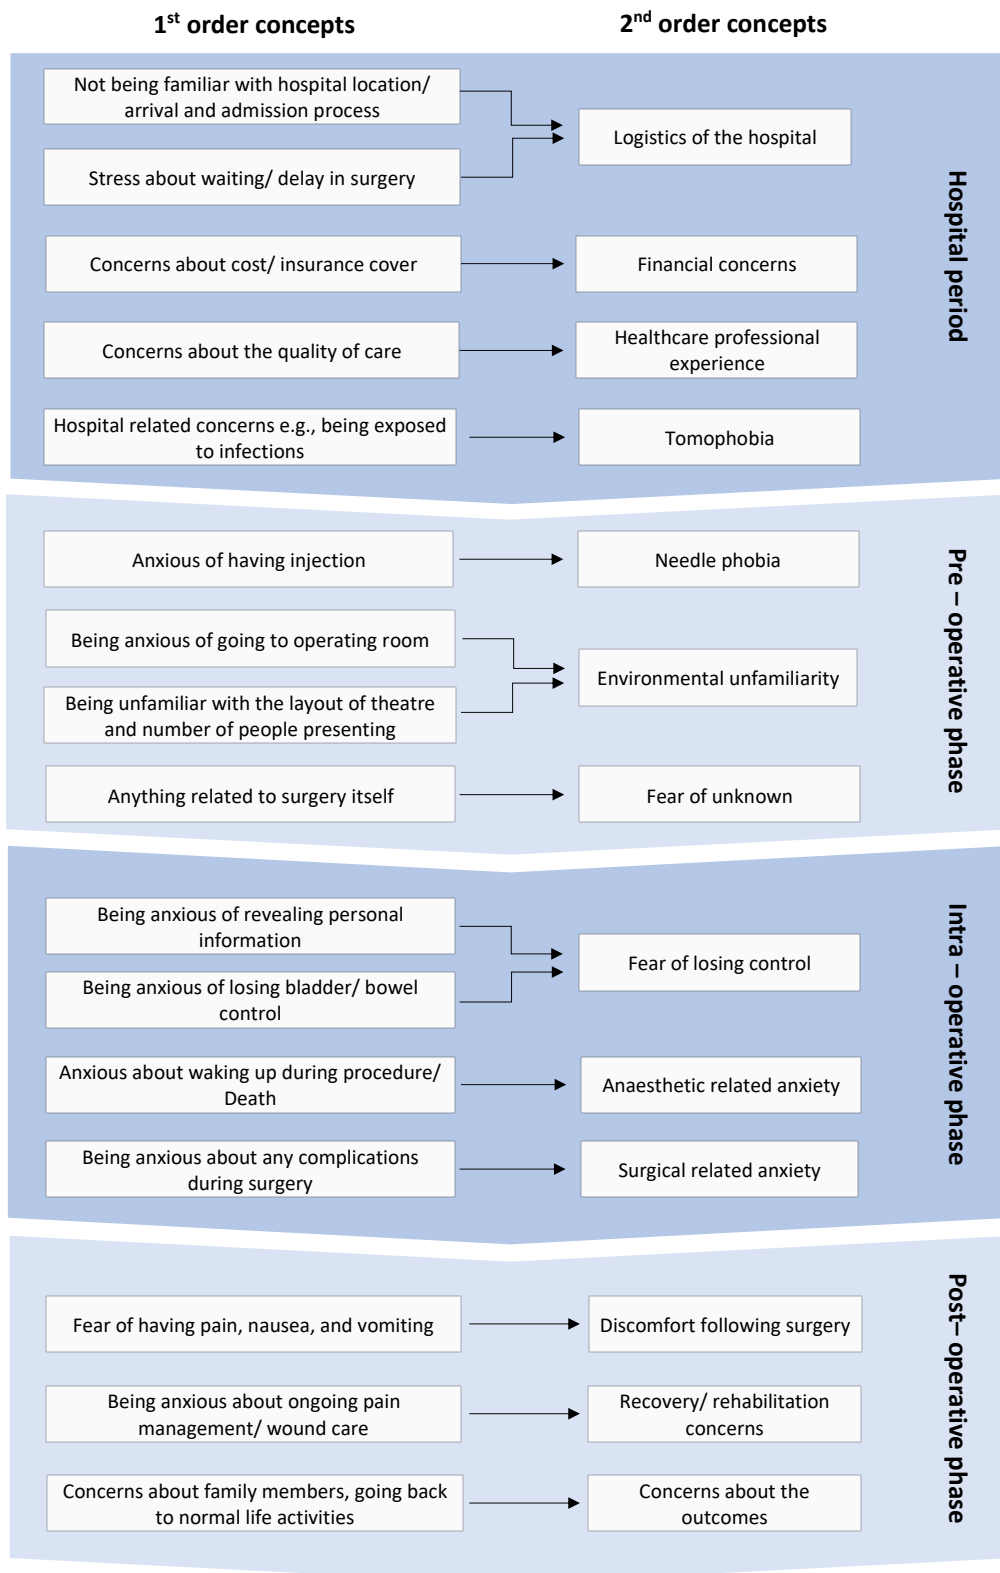 1st order concepts
2nd order concepts
Not being familiar with hospital location/
arrival and admission process
Stress about waiting/ delay in surgery
Logistics of the hospital
Concerns about cost/ insurance cover
Financial concerns
Concerns about the quality of care
Healthcare professional
experience
Hospital related concerns e.g., being exposed
to infections
Tomophobia
Hospital period
Anxious of having injection
Needle phobia
Being anxious of going to operating room
Being unfamiliar with the layout of theatre
and number of people presenting
Environmental unfamiliarity
Anything related to surgery itself
Fear of unknown
Pre – operative phase
Being anxious of revealing personal
information
Being anxious of losing bladder/ bowel
control
Fear of losing control
Anxious about waking up during procedure/
Death
Anaesthetic related anxiety
Being anxious about any complications
during surgery
Surgical related anxiety
Intra – operative phase
Fear of having pain, nausea, and vomiting
Discomfort following surgery
Being anxious about ongoing pain
management/ wound care
Recovery/ rehabilitation
concerns
Concerns about family members, going back
to normal life activities
Concerns about the
outcomes
Post– operative phase